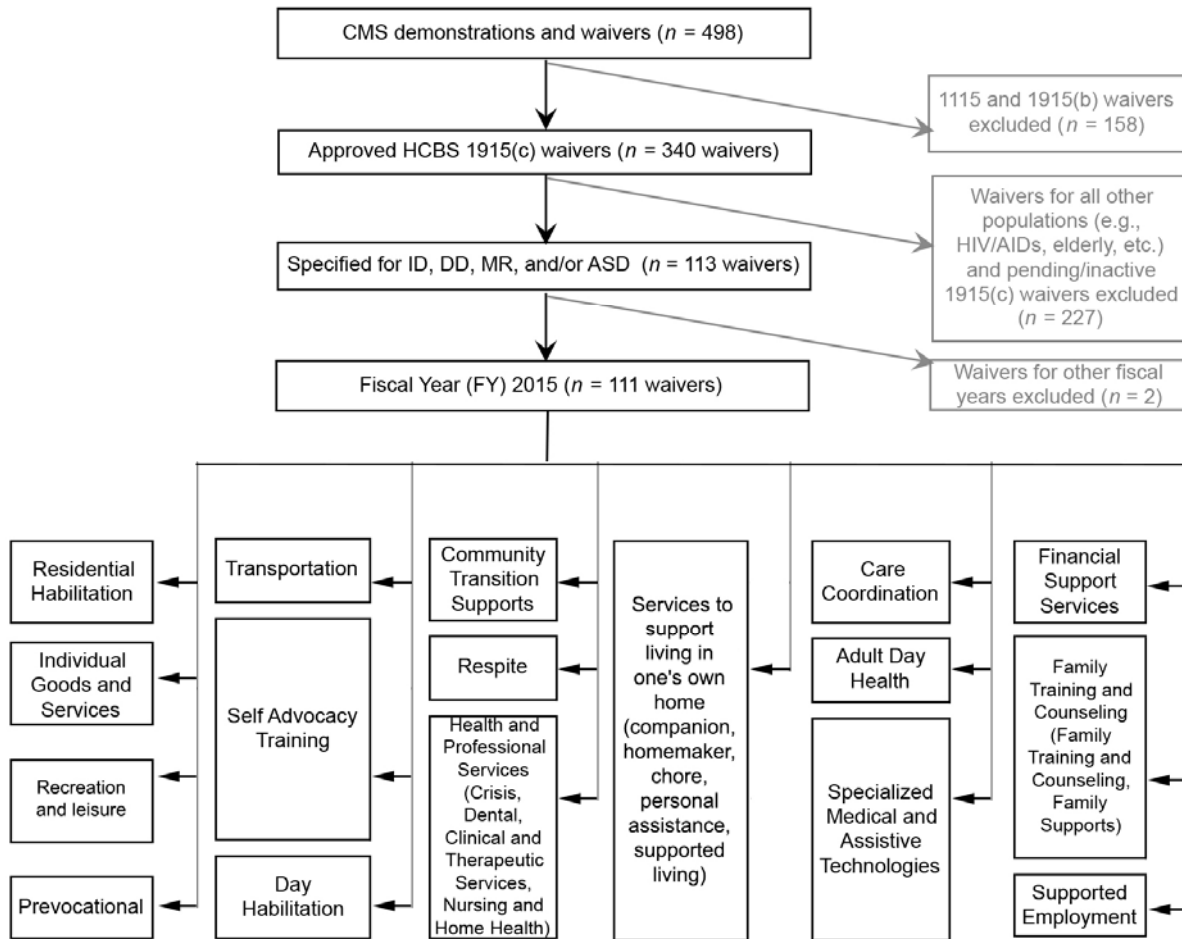 CMS demonstrations and waivers (n = 498)
1115 and 1915(b) waivers
excluded (n = 158)
Approved HCBS 1915(c) waivers (n = 340 waivers)
Waivers for all other
populations (e.g.,
HIV/AIDs, elderly, etc.)
and pending/inactive
1915(c) waivers excluded
(n = 227)
Specified for ID, DD, MR, and/or ASD (n = 113 waivers)
Waivers for other fiscal
years excluded (n = 2)
Fiscal Year (FY) 2015 (n = 111 waivers)
Residential
Habilitation
Individual
Goods and
Services
Recreation
and leisure
Prevocational
Transportation
Self Advocacy
Training
Day
Habilitation
Community
Transition
Supports
Respite
Health and
Professional
Services
(Crisis,
Dental,
Clinical and
Therapeutic
Services,
Nursing and
Home Health)
Services to
support
living in
one's own
home
(companion,
homemaker,
chore,
personal
assistance,
supported
living)
Care
Coordination
Adult Day
Health
Specialized
Medical and
Assistive
Technologies
Financial
Support
Services
Family
Training and
Counseling
(Family
Training and
Counseling,
Family
Supports)
Supported
Employment